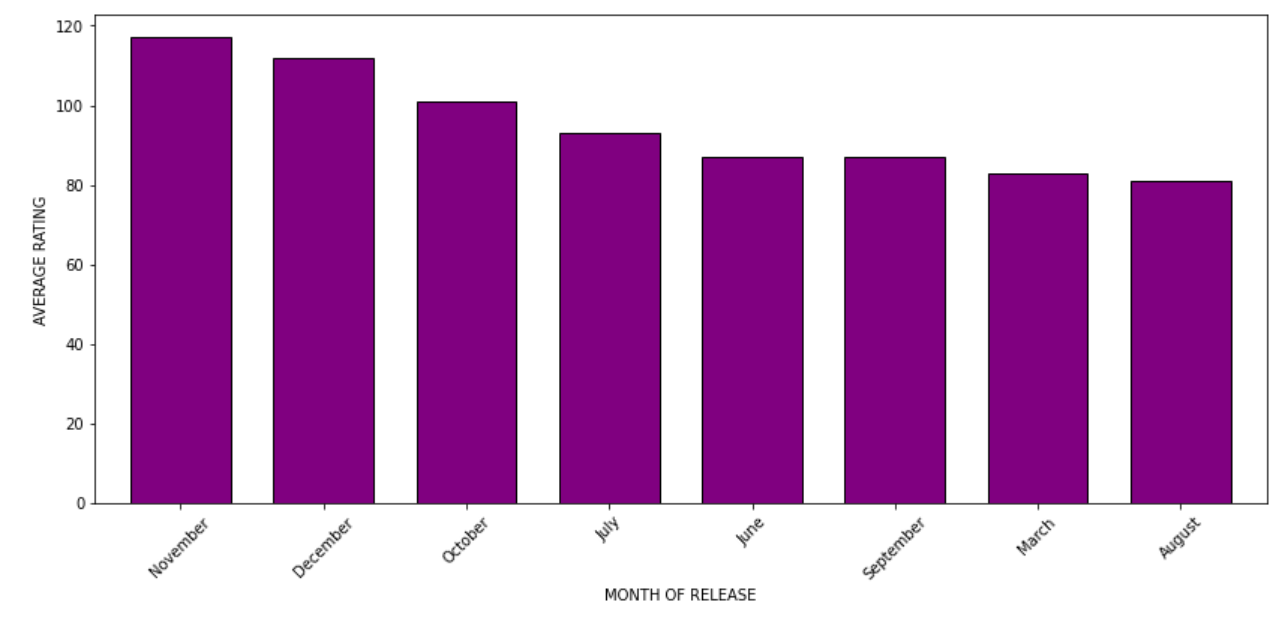 120
100
80
60
40
20
0
AVERAGE RATING
November December October July June September March August
MONTH OF RELEASE